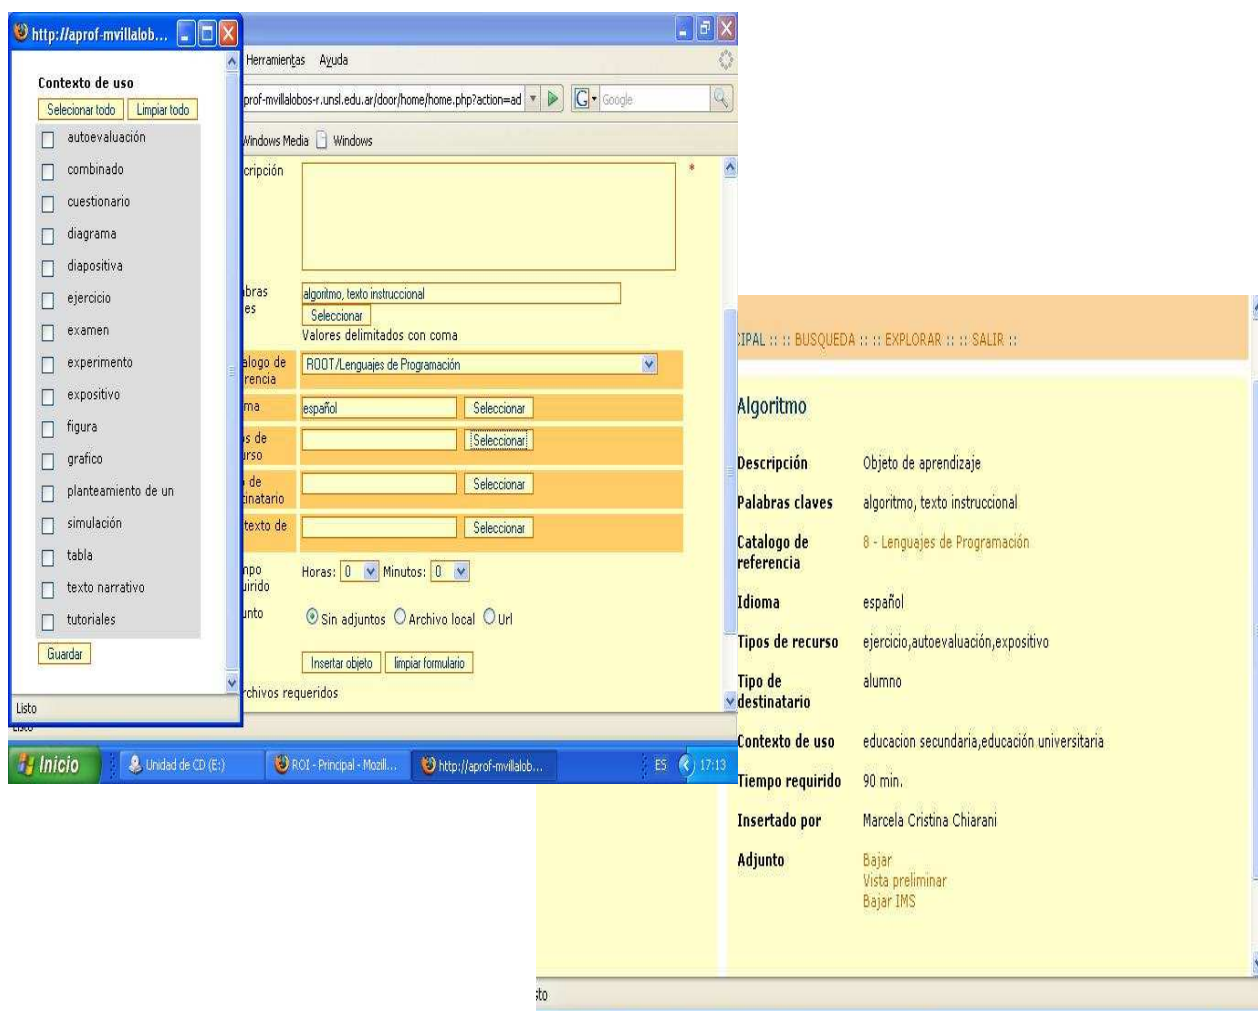 http://aprof-mvillalob...
Contexto de uso
Selecionar todo
Limpiar todo
autoevaluación
combinado
cuestionario
diagrama
diapositiva
ejercicio
examen
experimento
expositivo
figura
grafico
planteamiento de un
simulación
tabla
texto narrativo
tutoriales
Guardar
Listo
Herramientas Ayuda
prof-mvillalobos-r.unsl.edu.ar/door/home/home.php?action=ad
G Google
Windows Media Windows
cripción
*
bras
es
algoritmo, texto instruccional
Seleccionar
Valores delimitados con coma
alogo de
rencia
ROOT/Lenguajes de Programación
ma
español
Seleccionar
s de
urso
Seleccionar
de
tinatario
Seleccionar
texto de
Seleccionar
mpo
uirido
Horas: 0 Minutos: 0
unto
Sin adjuntos Archivo local Url
Insertar objeto
limpiar formulario
rchivos requeridos
Listo
Inicio
Unidad de CD (E:)
ROI - Principal - Mozill...
http://aprof-mvillalob...
ES
17:13
CIPAL :: :: BUSQUEDA :: :: EXPLORAR :: :: SALIR ::
Algoritmo
Descripción Objeto de aprendizaje
Palabras claves algoritmo, texto instruccional
Catalogo de
referencia
8 - Lenguajes de Programación
Idioma español
Tipos de recurso ejercicio,autoevaluación,expositivo
Tipo de
destinatario
alumno
Contexto de uso educacion secundaria,educación universitaria
Tiempo requirido 90 min.
Insertado por Marcela Cristina Chiarani
Adjunto Bajar
Vista preliminar
Bajar IMS
sto